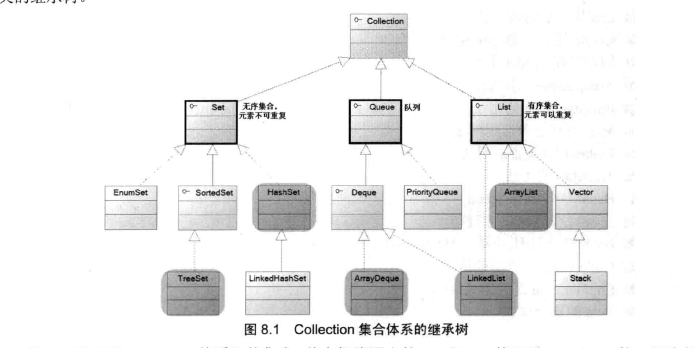 的继承树。
Collection
Set
无序集合，
元素不可重复
Queue
队列
List
有序集合，
元素可以重复
EnumSet
SortedSet
HashSet
Deque
PriorityQueue
ArrayList
Vector
TreeSet
LinkedHashSet
ArrayDeque
LinkedList
Stack
图 8.1 Collection 集合体系的继承树